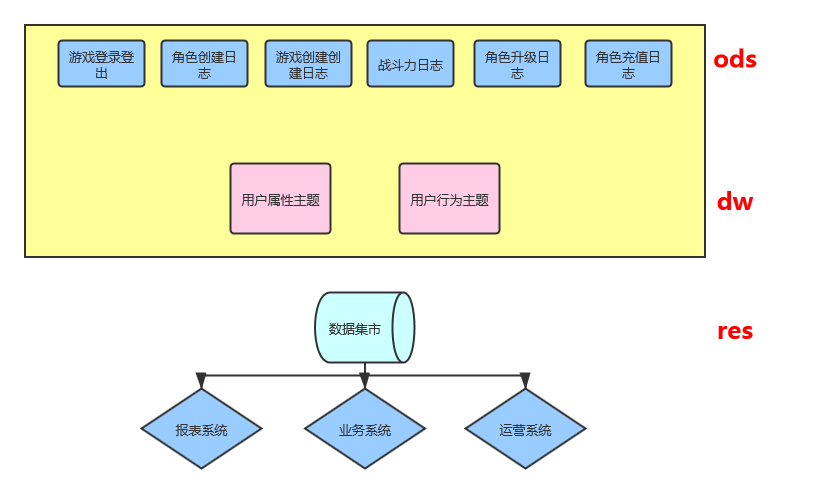 游戏登录登
出
角色创建日
志
游戏创建创
建日志
战斗力日志
角色升级日
志
角色充值日
志
ods
用户属性主题
用户行为主题
dw
数据集市
res
报表系统
业务系统
运营系统